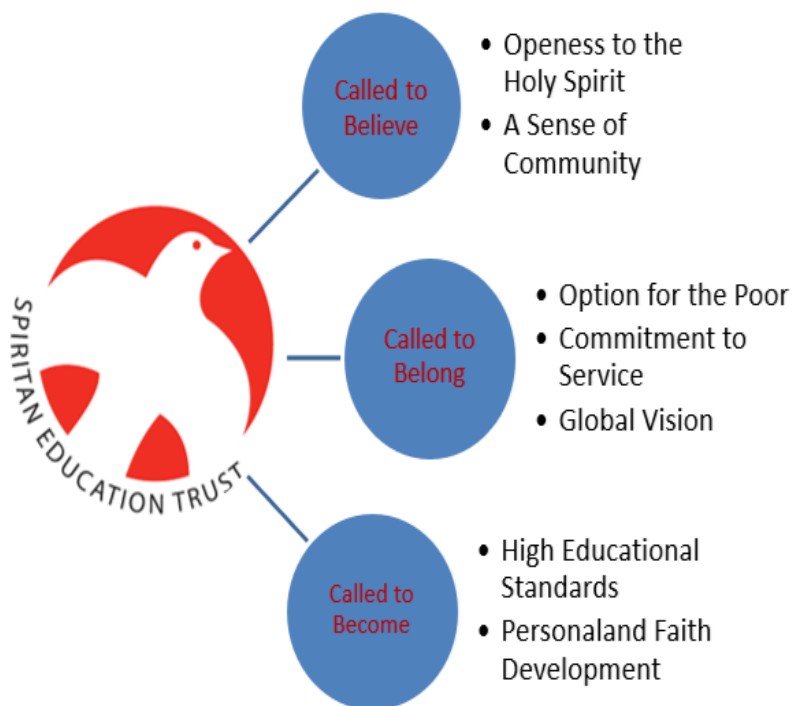 SPIRITAN EDUCATION TRUST
Called to
Believe
• Openess to the
Holy Spirit
• A Sense of
Community
Called to
Belong
• Option for the Poor
• Commitment to
Service
• Global Vision
Called to
Become
• High Educational
Standards
• Personaland Faith
Development